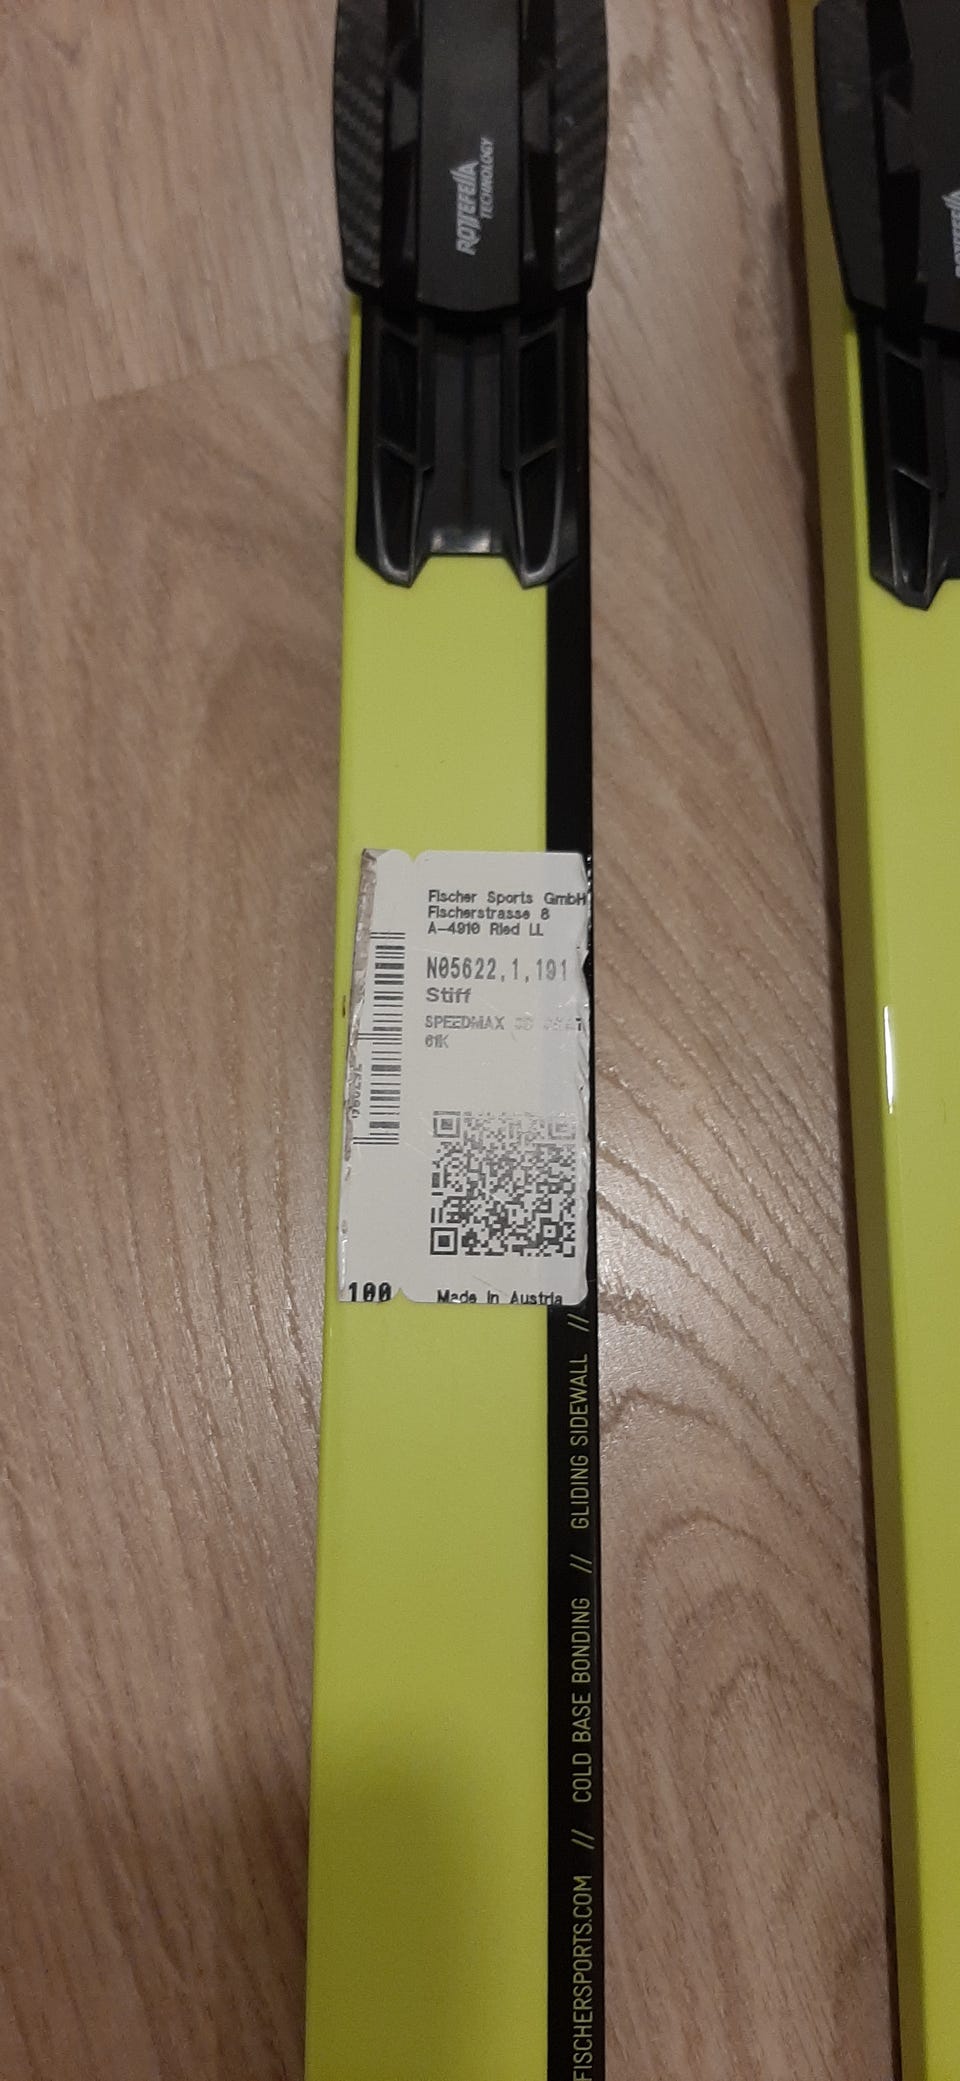 ROTTEFELLA
TECHNOLOGY
Fischer Sports GmbH
Fischerstrasse 8
A-4910 Ried I.I.
N05622,1,191
Stiff
SPEEDMAX
61K
100
Made in Austria
FISCHERSPORTS.COM // COLD BASE BONDING // GLIDING SIDEWALL //